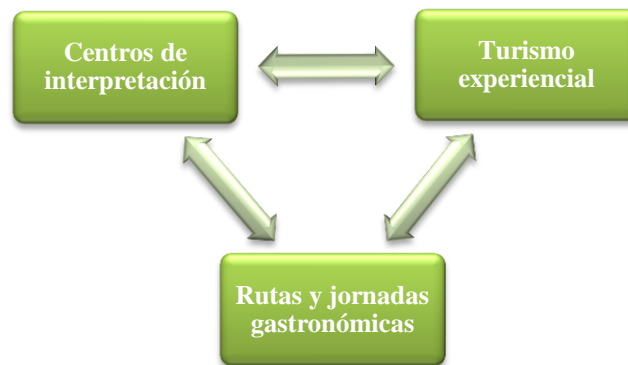 Centros de
interpretación
Turismo
experiencial
Rutas y jornadas
gastronómicas